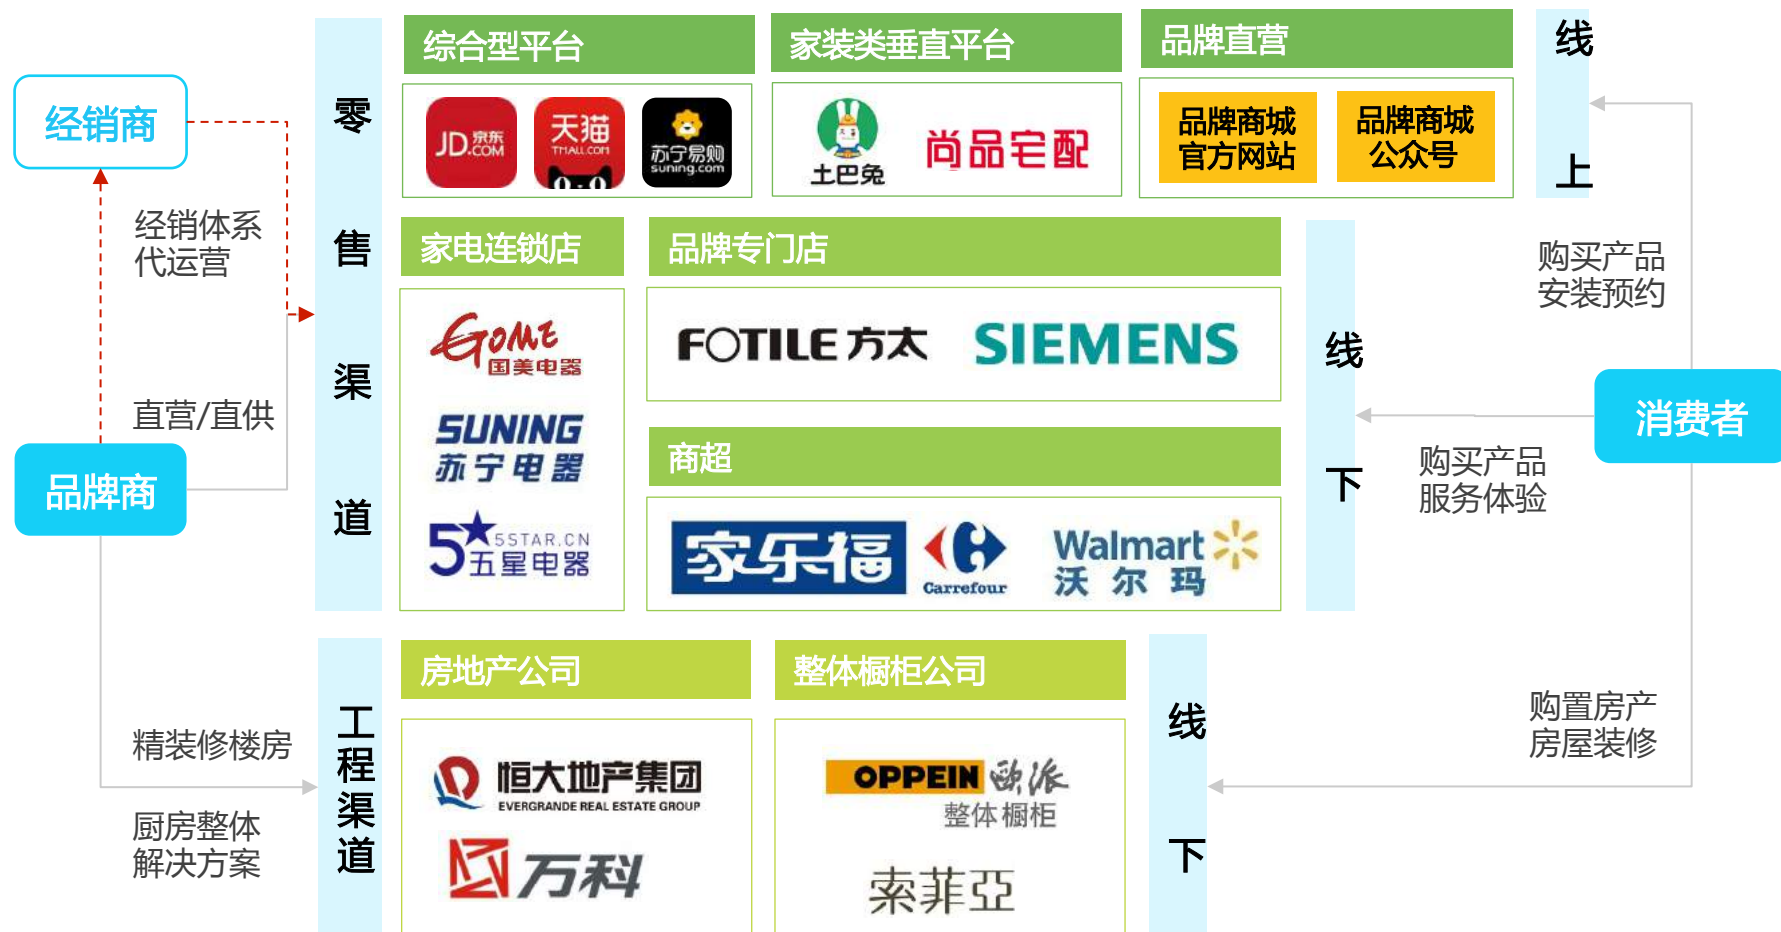 综合型平台
家装类垂直平台
品牌直营
线
上
经销商
零
售
渠
道
JD.京东
.COM
天猫
TMALL.COM
苏宁易购
suning.com
土巴兔
尚品宅配
品牌商城
官方网站
品牌商城
公众号
经销体系
代运营
家电连锁店
品牌专门店
购买产品
安装预约
GOME
国美电器
FOTILE 方太
SIEMENS
线
下
直营/直供
SUNING
苏宁电器
商超
消费者
购买产品
服务体验
品牌商
5 5STAR.CN
五星电器
家乐福
Carrefour
Walmart
沃尔玛
房地产公司
整体橱柜公司
工
程
渠
道
线
下
精装修楼房
厨房整体
解决方案
恒大地产集团
EVERGRANDE REAL ESTATE GROUP
万科
OPPEIN 欧派
整体橱柜
索菲亞
购置房产
房屋装修